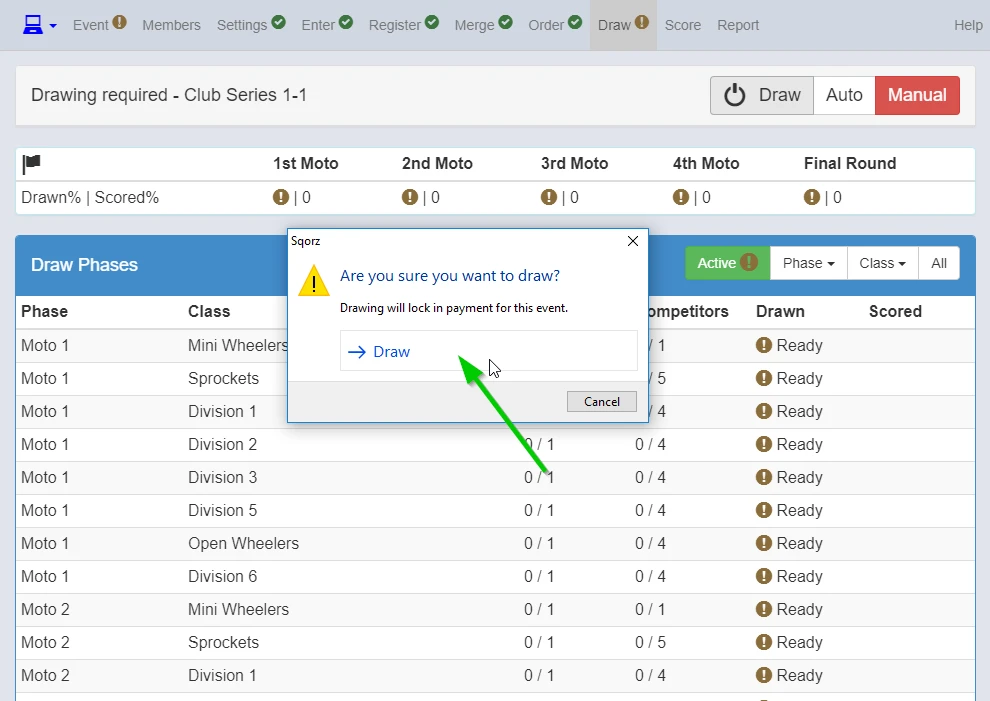 Event Members Settings Enter Register Merge Order Draw Score Report Help
Drawing required - Club Series 1-1
Draw Auto Manual
1st Moto 2nd Moto 3rd Moto 4th Moto Final Round
Drawn% | Scored% | 0 | 0 | 0 | 0 | 0
Sqorz
Are you sure you want to draw?
Drawing will lock in payment for this event.
Draw
Cancel
Draw Phases Active Phase Class All
Phase Class ompetitors Drawn Scored
Moto 1 Mini Wheelers / 1 Ready
Moto 1 Sprockets / 5 Ready
Moto 1 Division 1 / 4 Ready
Moto 1 Division 2 0 / 1 0 / 4 Ready
Moto 1 Division 3 0 / 1 0 / 4 Ready
Moto 1 Division 5 0 / 1 0 / 4 Ready
Moto 1 Open Wheelers 0 / 1 0 / 4 Ready
Moto 1 Division 6 0 / 1 0 / 4 Ready
Moto 2 Mini Wheelers 0 / 1 0 / 1 Ready
Moto 2 Sprockets 0 / 1 0 / 5 Ready
Moto 2 Division 1 0 / 1 0 / 4 Ready